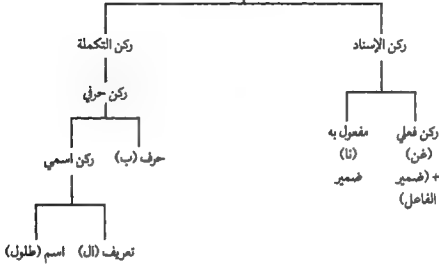 ركن الإسناد
ركن التكملة
ركن حرفي
ركن فعلي
(غن)
+ (ضمير
الفاعل)
مفعول به
(نا)
ضمير
حرف (ب)
ركن اسمي
تعريف (ال)
اسم (طلول)